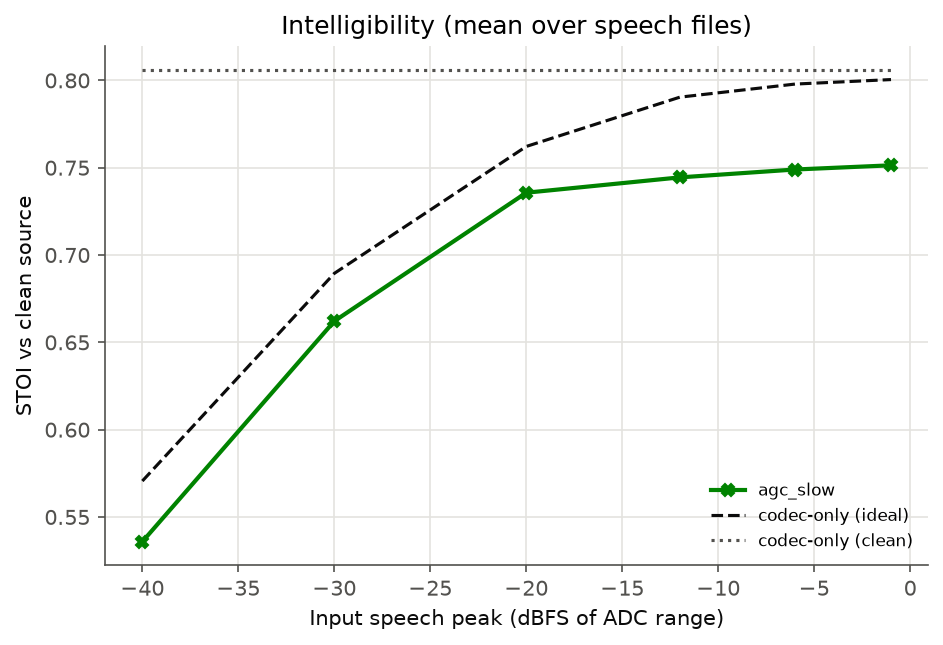 Intelligibility (mean over speech files)
STOI vs clean source
0.80
0.75
0.70
0.65
0.60
0.55
agc_slow
codec-only (ideal)
codec-only (clean)
−40 −35 −30 −25 −20 −15 −10 −5 0
Input speech peak (dBFS of ADC range)